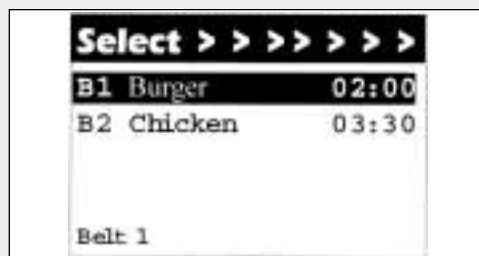 Select > > >> > > >
B1 Burger 02:00
B2 Chicken 03:30
Belt 1